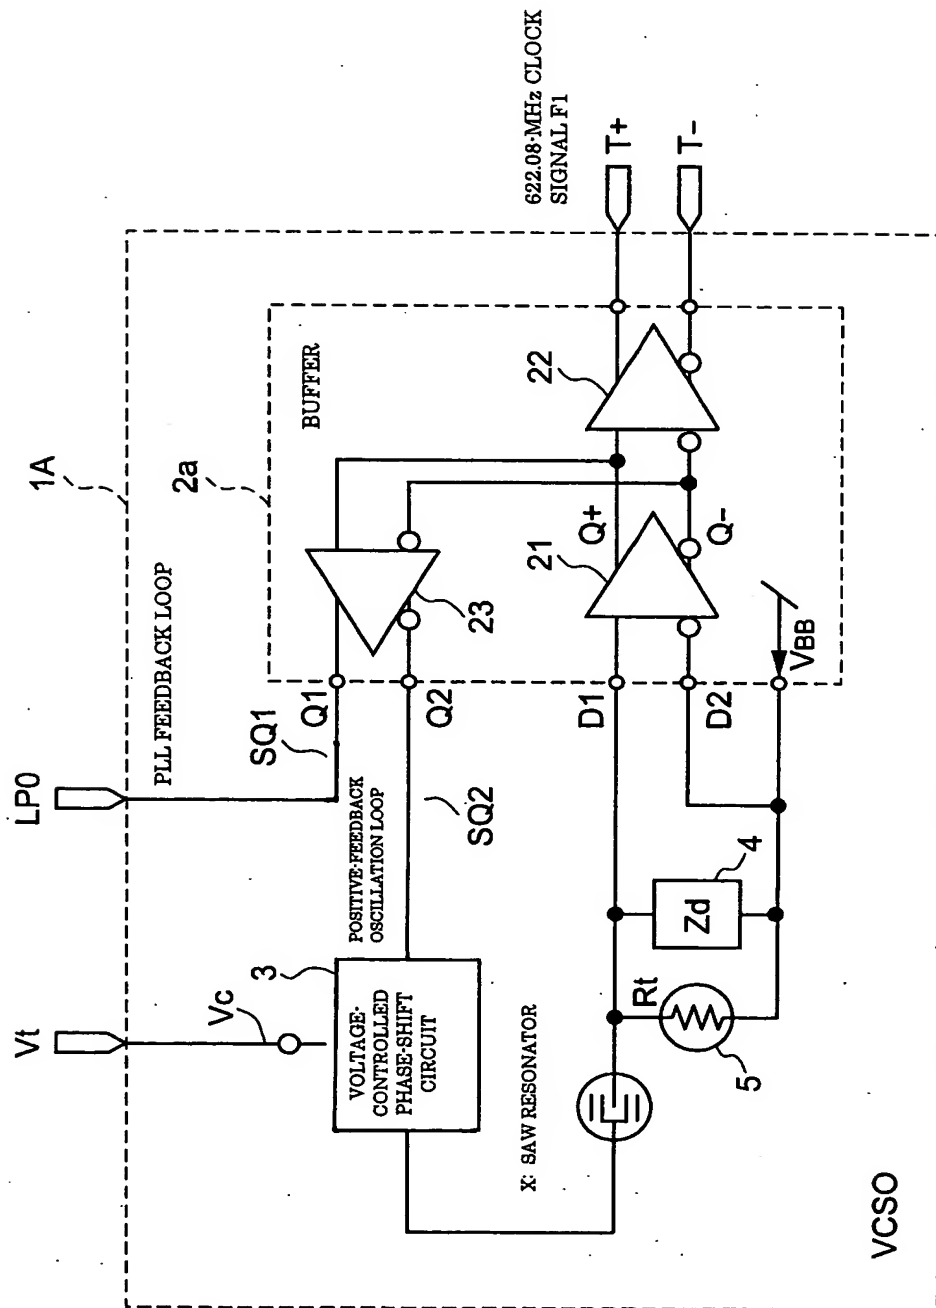 1A
LP0
PLL FEEDBACK LOOP
2a
BUFFER
622.08-MHz CLOCK
SIGNAL F1
T+
T-
22
23
Q1
Q2
SQ1
SQ2
POSITIVE-FEEDBACK
OSCILLATION LOOP
Vt
Vc
3
VOLTAGE-
CONTROLLED
PHASE-SHIFT
CIRCUIT
21
Q+
Q-
D1
D2
VBB
X: SAW RESONATOR
Rt
5
Zd
4
VCSO